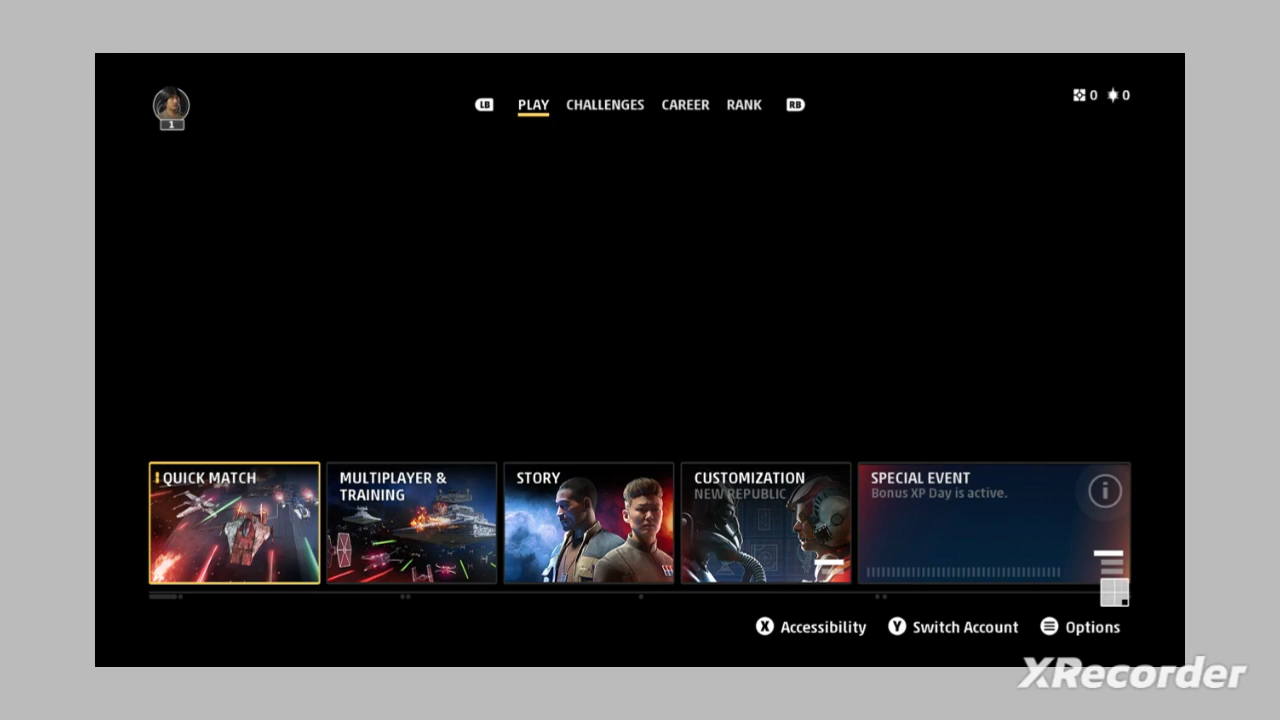 LB PLAY CHALLENGES CAREER RANK RB
0 0
1
QUICK MATCH
MULTIPLAYER &
TRAINING
STORY
CUSTOMIZATION
NEW REPUBLIC
SPECIAL EVENT
Bonus XP Day is active.
X Accessibility Y Switch Account Options
XRecorder